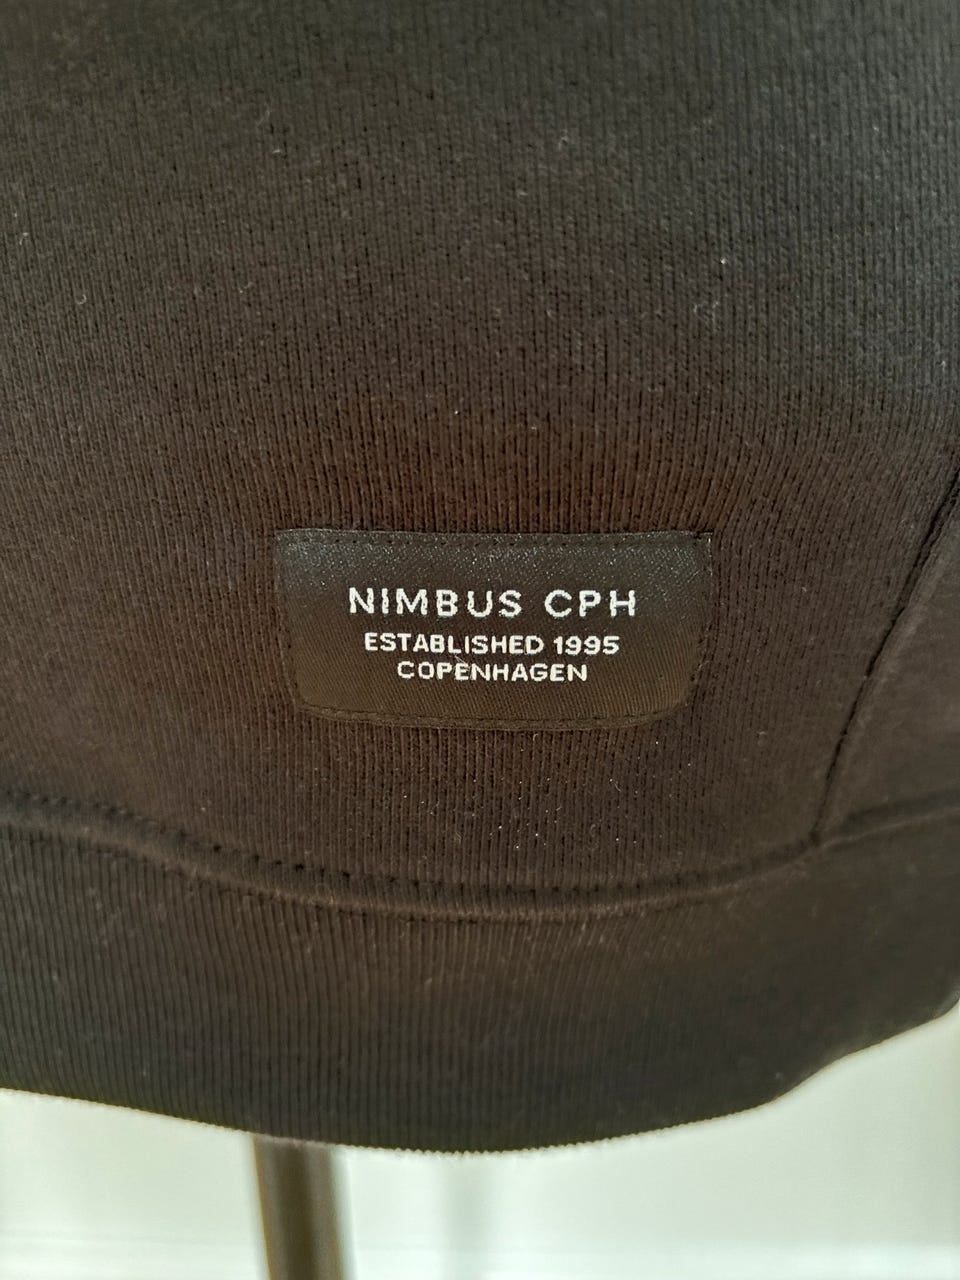 NIMBUS CPH
ESTABLISHED 1995
COPENHAGEN